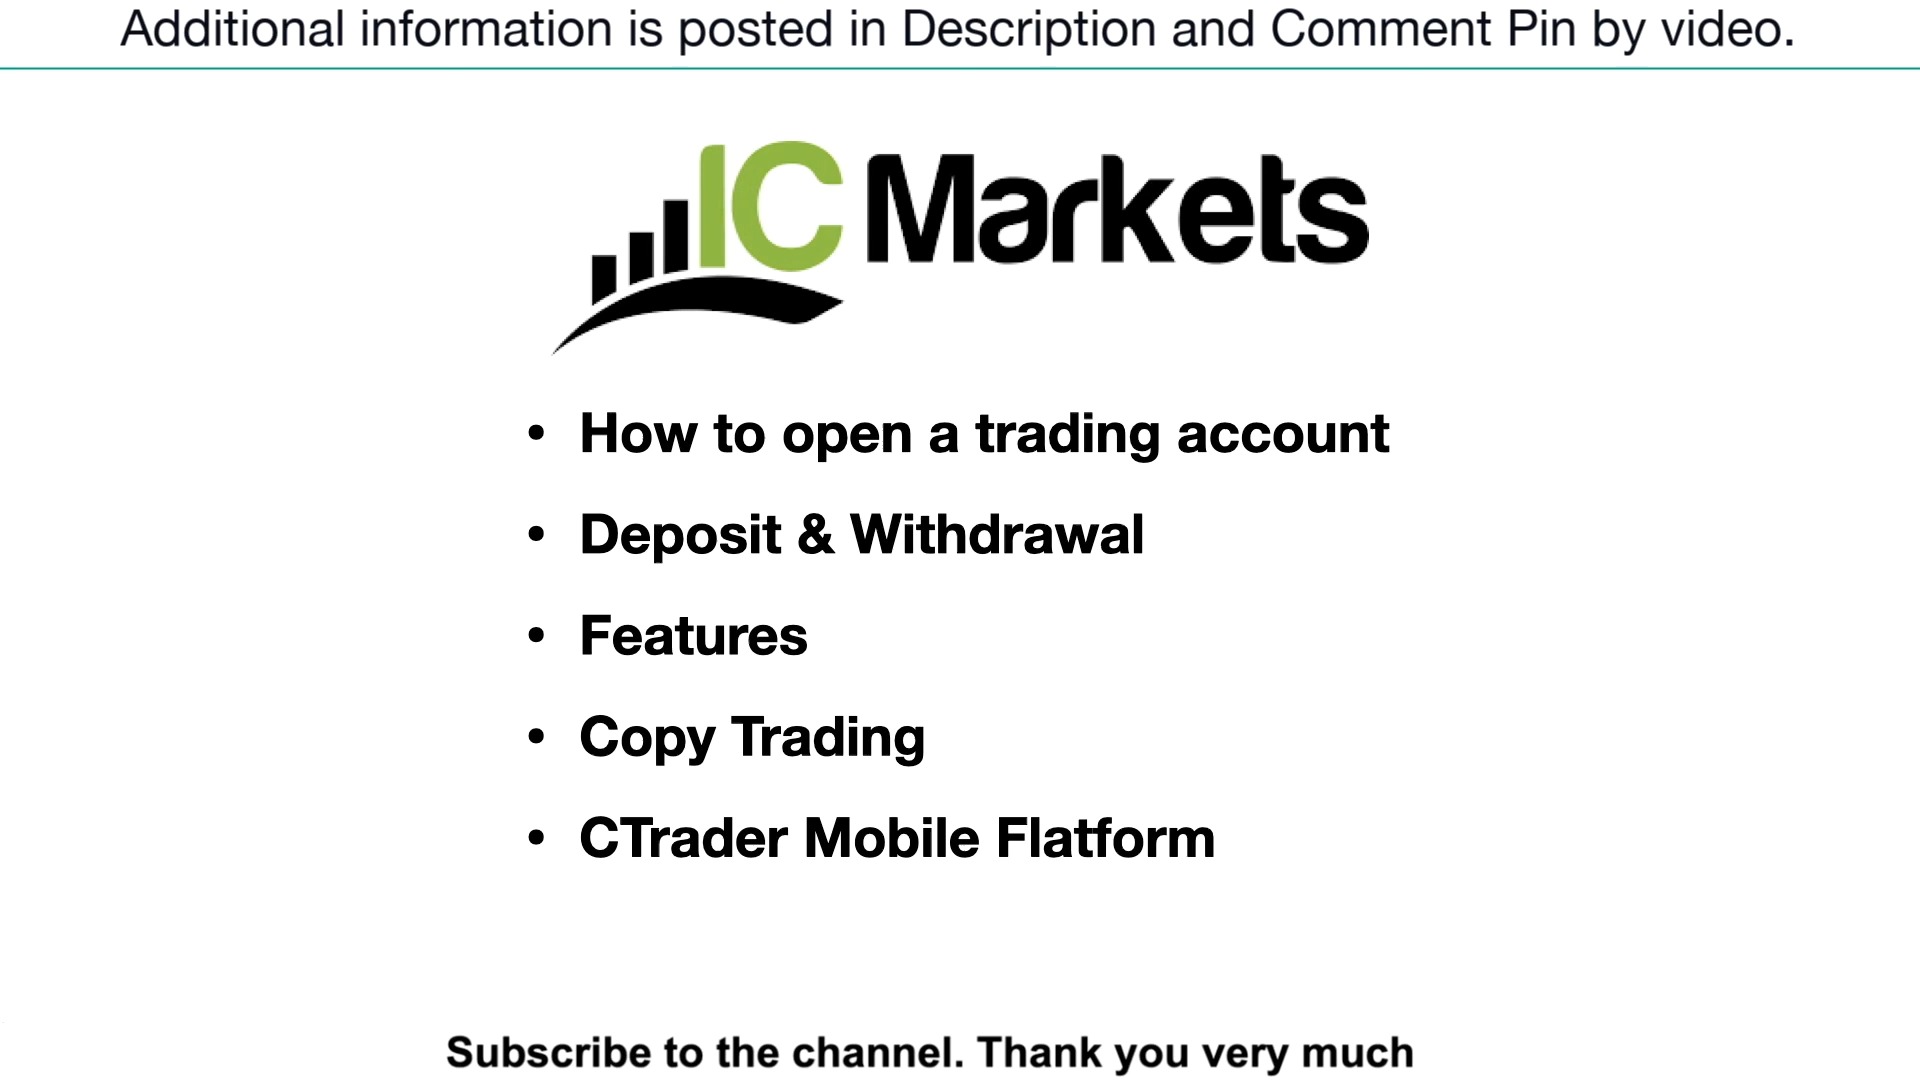 Additional information is posted in Description and Comment Pin by video.
IC Markets
• How to open a trading account
• Deposit & Withdrawal
• Features
• Copy Trading
• CTrader Mobile Flatform
Subscribe to the channel. Thank you very much